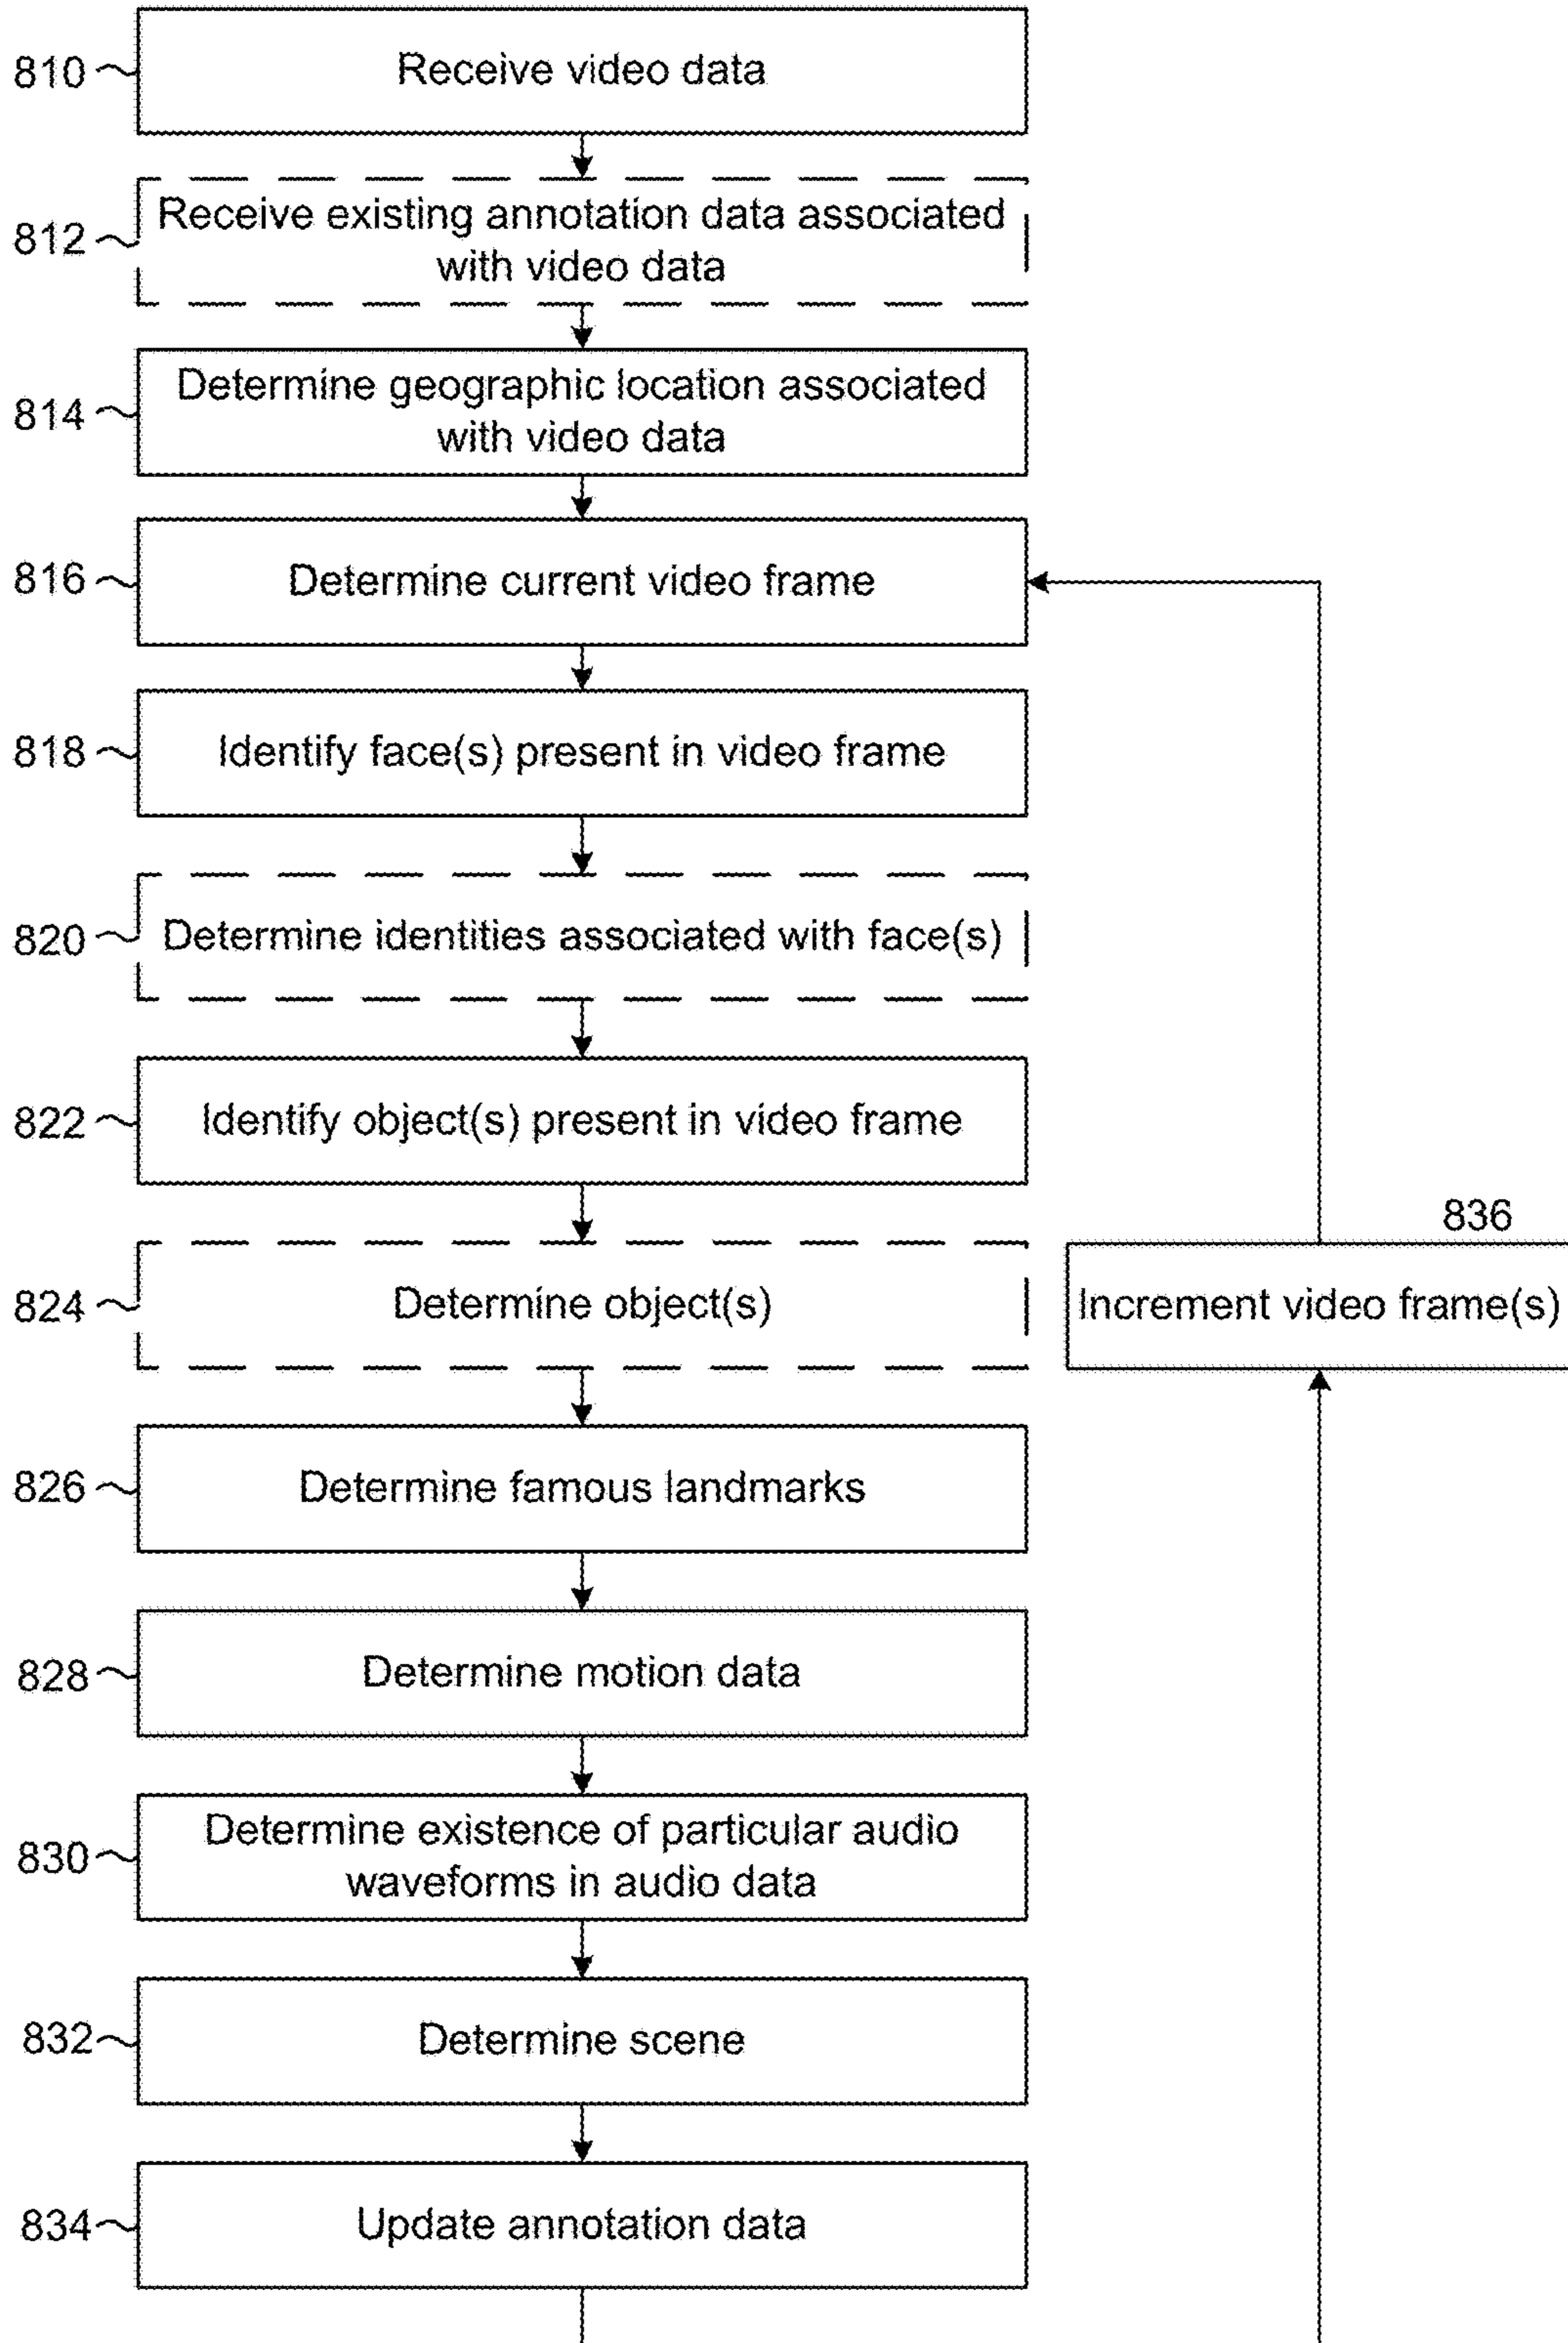 810
Receive video data
812
Receive existing annotation data associated
with video data
814
Determine geographic location associated
with video data
816
Determine current video frame
818
Identify face(s) present in video frame
820
Determine identities associated with face(s)
822
Identify object(s) present in video frame
824
Determine object(s)
836
Increment video frame(s)
826
Determine famous landmarks
828
Determine motion data
830
Determine existence of particular audio
waveforms in audio data
832
Determine scene
834
Update annotation data